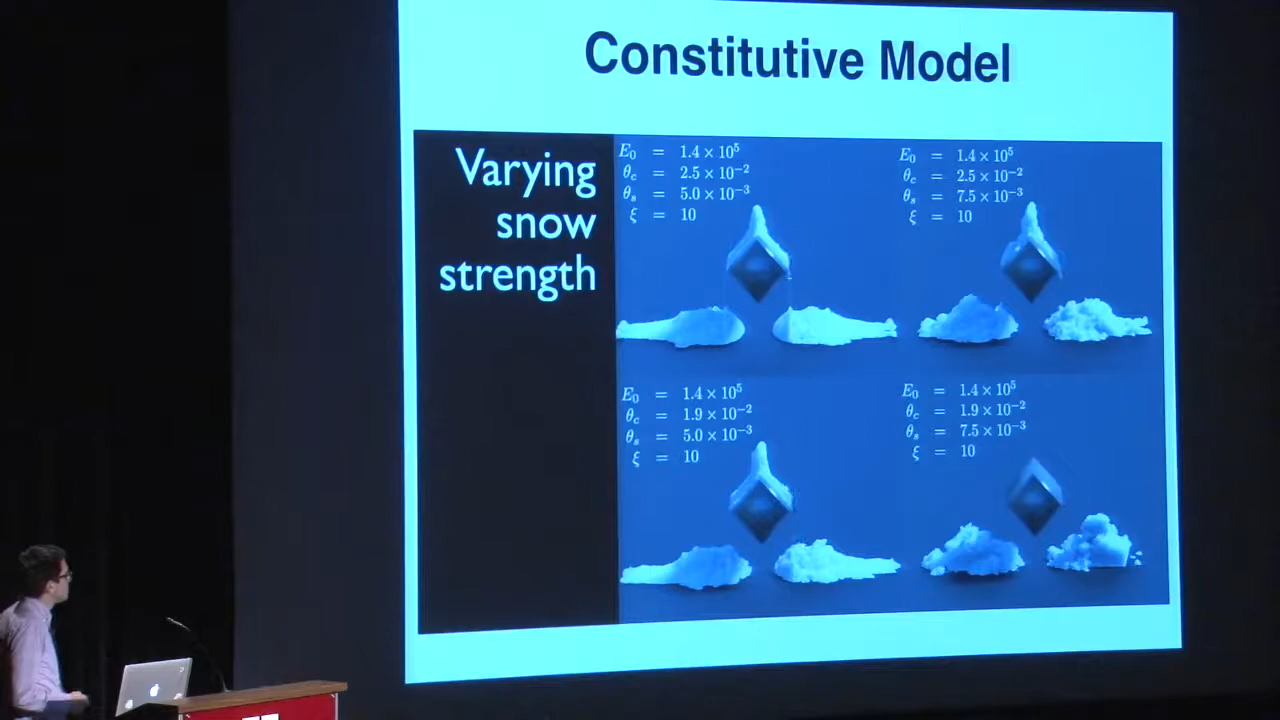 Constitutive Model
Varying
snow
strength
E₀ = 1.4 × 10⁵
θ_c = 2.5 × 10⁻²
θ_s = 5.0 × 10⁻³
ξ = 10
E₀ = 1.4 × 10⁵
θ_c = 2.5 × 10⁻²
θ_s = 7.5 × 10⁻³
ξ = 10
E₀ = 1.4 × 10⁵
θ_c = 1.9 × 10⁻²
θ_s = 5.0 × 10⁻³
ξ = 10
E₀ = 1.4 × 10⁵
θ_c = 1.9 × 10⁻²
θ_s = 7.5 × 10⁻³
ξ = 10